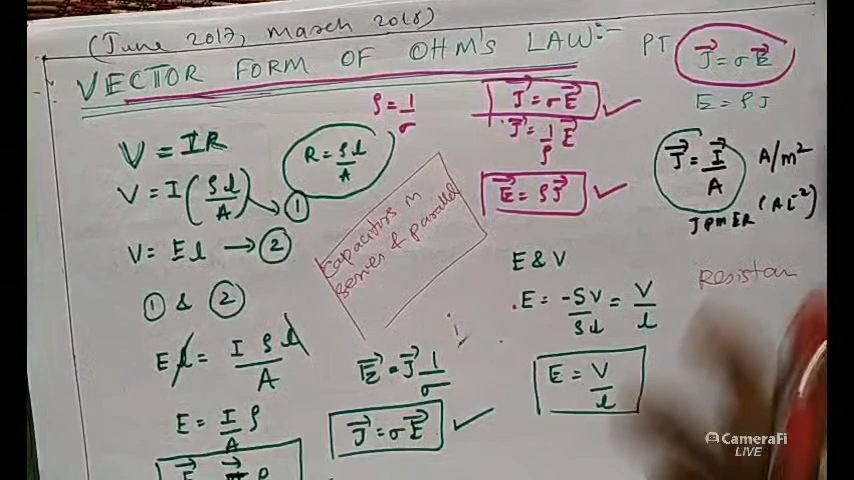 (June 2017, March 2018)
VECTOR FORM OF OHM'S LAW:-
PT J⃗ = σE⃗
E = ρJ
V = IR
R = ρl/A
V = I(ρl/A) → ①
V = El → ②
① & ②
El = Iρl/A
E = I/A ρ
ρ = 1/σ
J⃗ = σE⃗
J⃗ = 1/ρ E⃗
E⃗ = ρJ⃗
J⃗ = I⃗/A A/m²
(AL⁻²)
Capacitors in
series & parallel
E & V
E = -δV/δl = V/l
E = V/l
E⃗ = J⃗ 1/σ
J⃗ = σE⃗
Resistan
CameraFi
LIVE